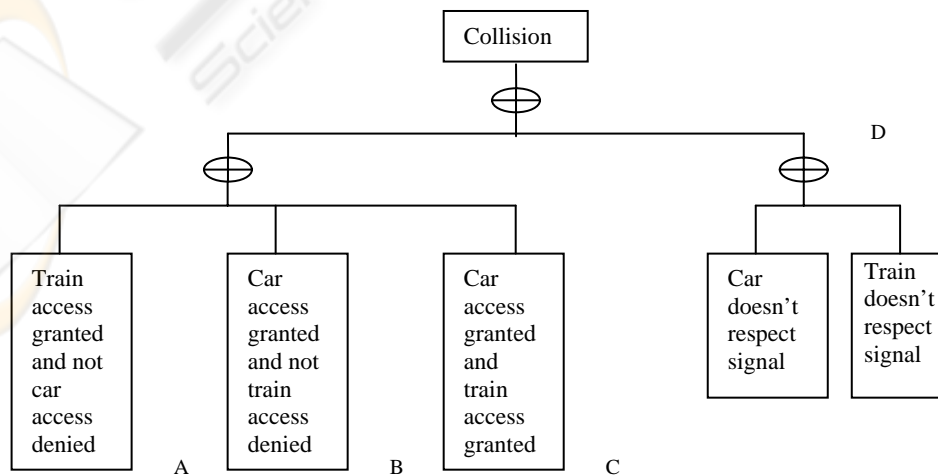 Collision
D
Train
access
granted
and not
car
access
denied
A
Car
access
granted
and not
train
access
denied
B
Car
access
granted
and
train
access
granted
C
Car
doesn't
respect
signal
Train
doesn't
respect
signal